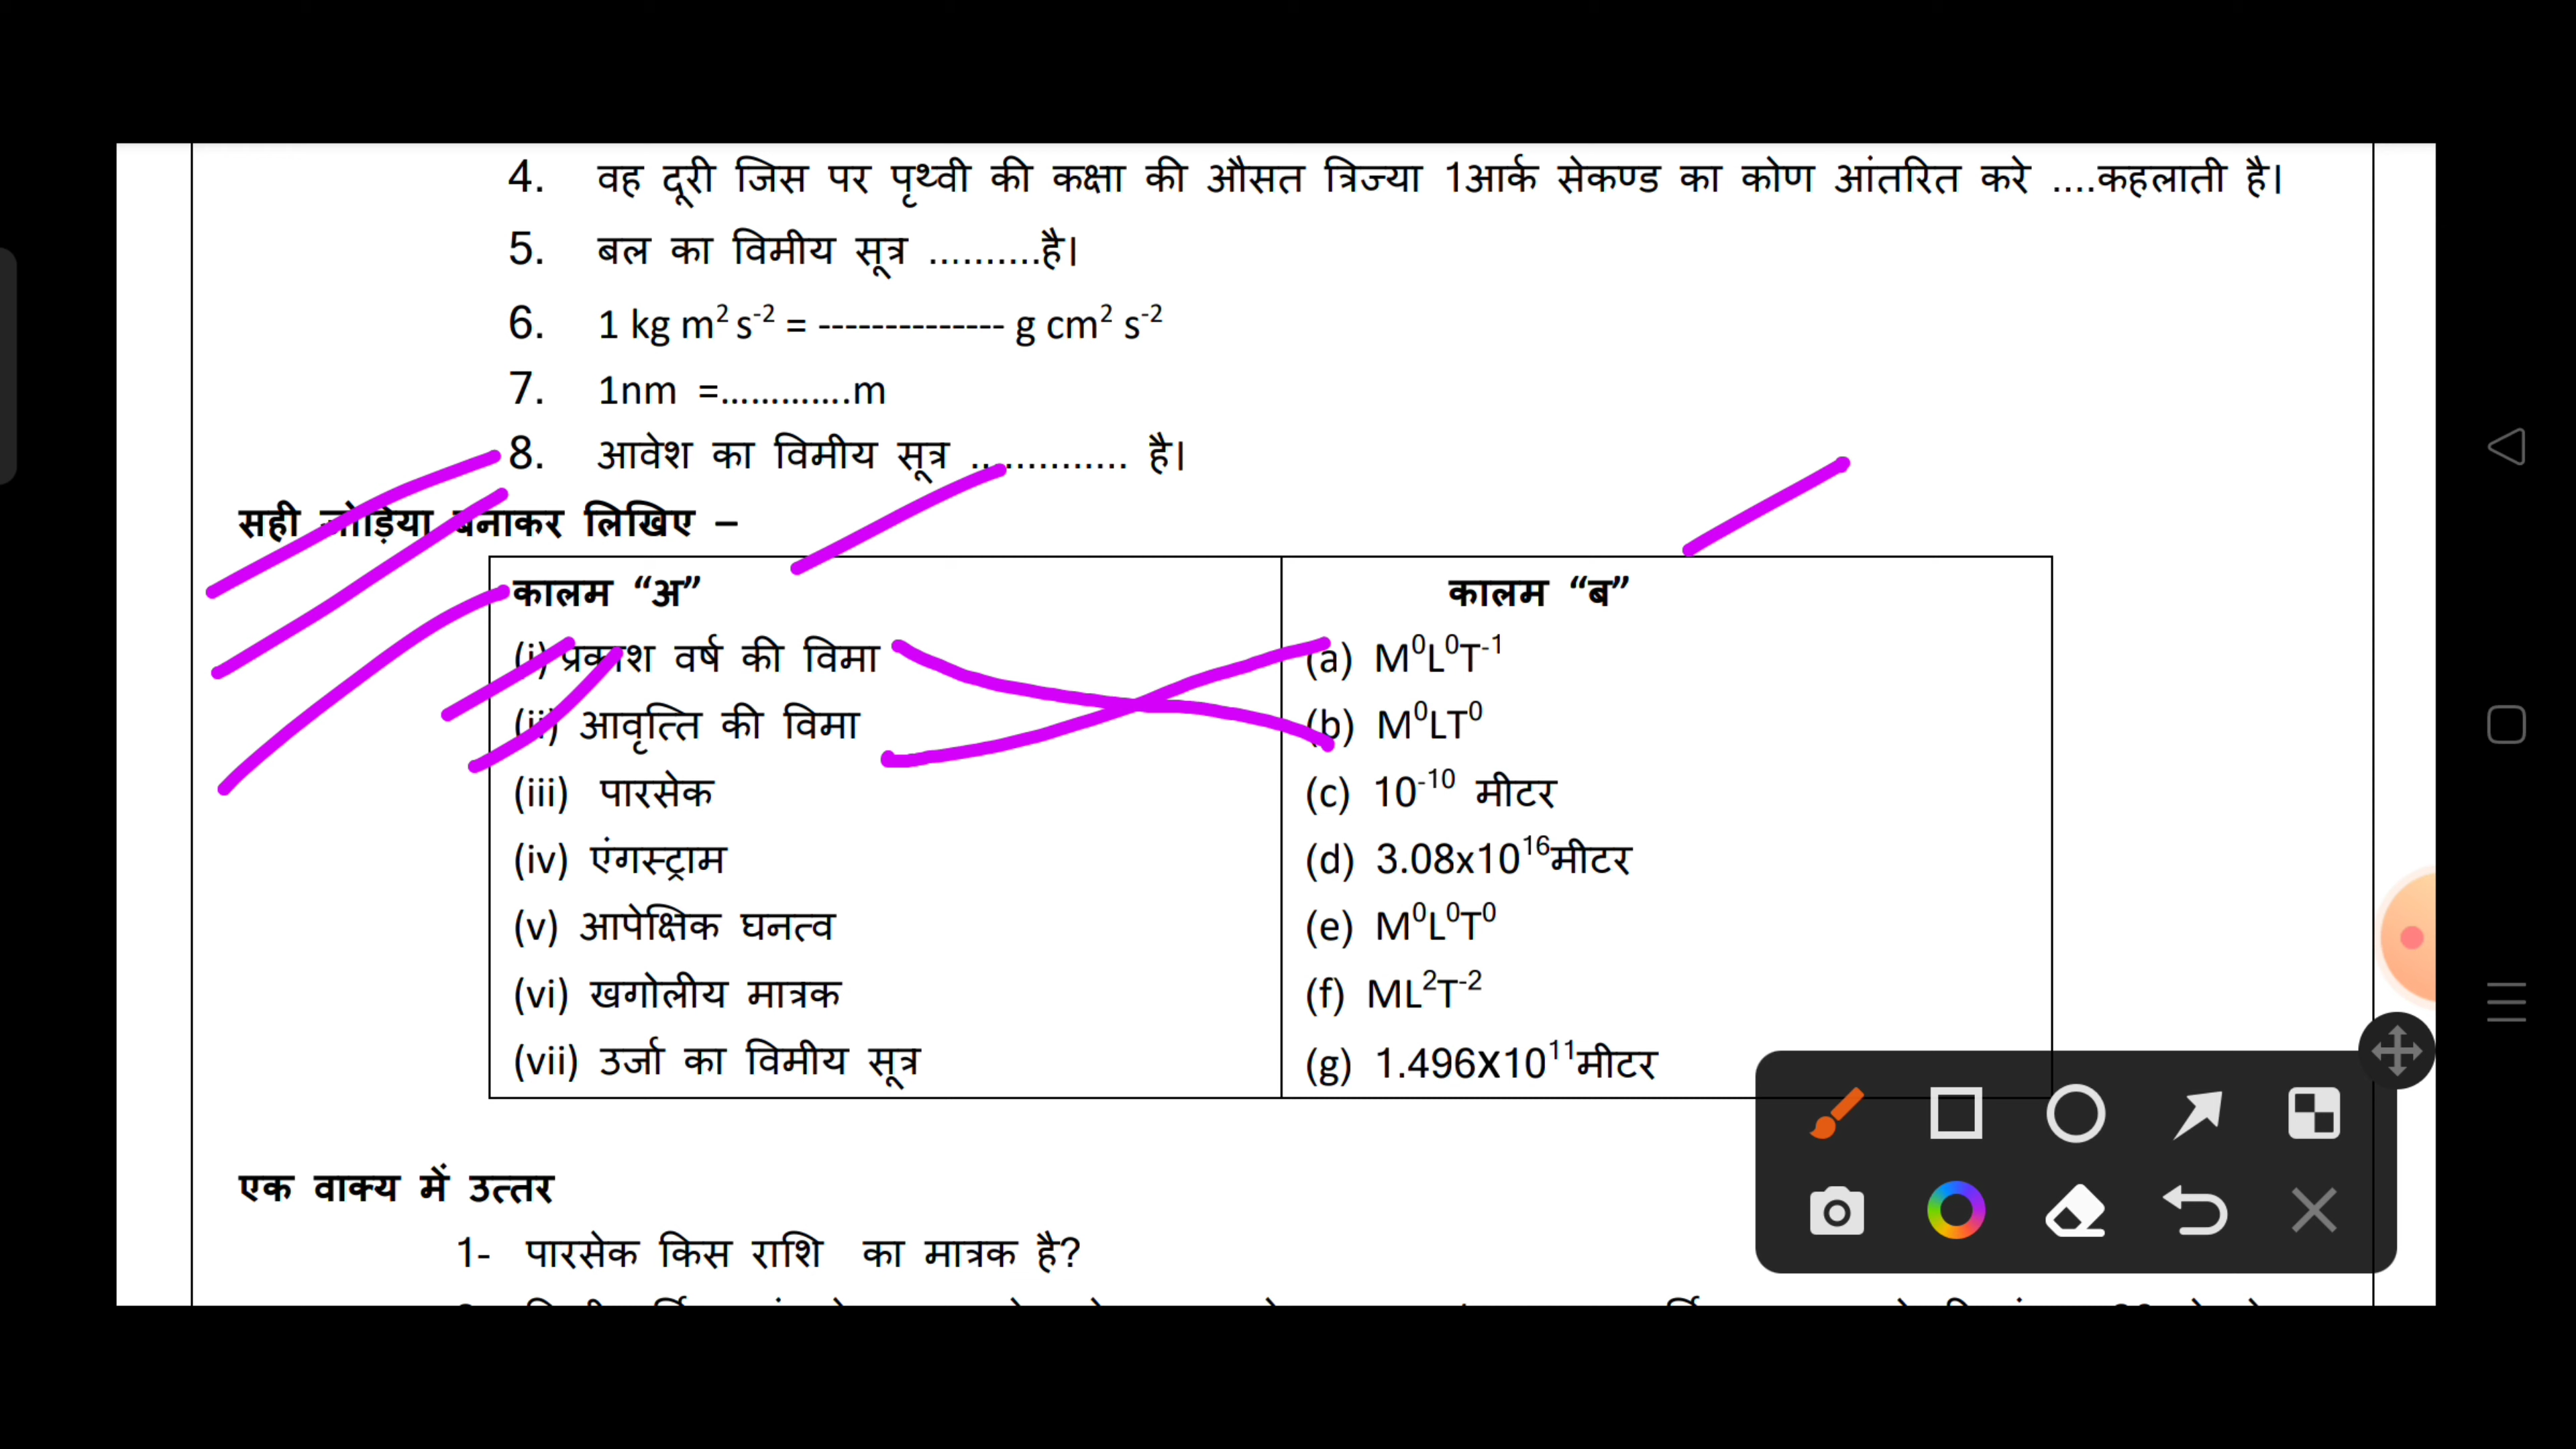 4. वह दूरी जिस पर पृथ्वी की कक्षा की औसत त्रिज्या 1आर्क सेकण्ड का कोण आंतरित करे ....कहलाती है।
5. बल का विमीय सूत्र ..........है।
6. 1 kg m² s⁻² = -------------- g cm² s⁻²
7. 1nm =.............m
8. आवेश का विमीय सूत्र .............. है।
सही जोड़िया बनाकर लिखिए –
कालम “अ” कालम “ब”
(i) प्रकाश वर्ष की विमा (a) M⁰L⁰T⁻¹
(ii) आवृत्ति की विमा (b) M⁰LT⁰
(iii) पारसेक (c) 10⁻¹⁰ मीटर
(iv) एंगस्ट्राम (d) 3.08x10¹⁶मीटर
(v) आपेक्षिक घनत्व (e) M⁰L⁰T⁰
(vi) खगोलीय मात्रक (f) ML²T⁻²
(vii) उर्जा का विमीय सूत्र (g) 1.496X10¹¹मीटर
एक वाक्य में उत्तर
1- पारसेक किस राशि का मात्रक है?